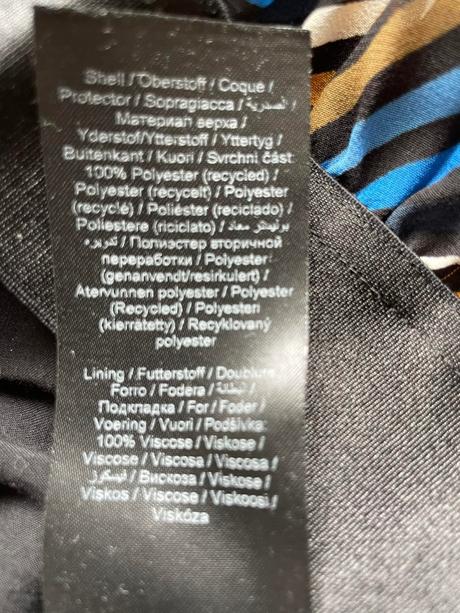 Shell / Oberstoff / Coque /
Protector / Sopragiacca / الصدرية /
Материал верха /
Yderstof/Ytterstoff / Yttertyg /
Buitenkant / Kuori / Svrchní část
100% Polyester (recycled) /
Polyester (recycelt) / Polyester
(recyclé) / Poliéster (reciclado) /
Poliestere (riciclato) / بوليستر معاد
تدويره / Полиэстер вторичной
переработки / Polyester
(genanvendt/resirkulert) /
Återvunnen polyester / Polyester
(Recycled) / Polyesteri
(kierrätetty) / Recyklovaný
polyester
Lining / Futterstoff / Doublure
Forro / Fodera / البطانة /
Подкладка / For / Foder /
Voering / Vuori / Podšívka:
100% Viscose / Viskose /
Viscose / Viscosa / Viscosa /
فيسكوز / Вискоза / Viskose /
Viskos / Viscose / Viskoosi /
Viskóza